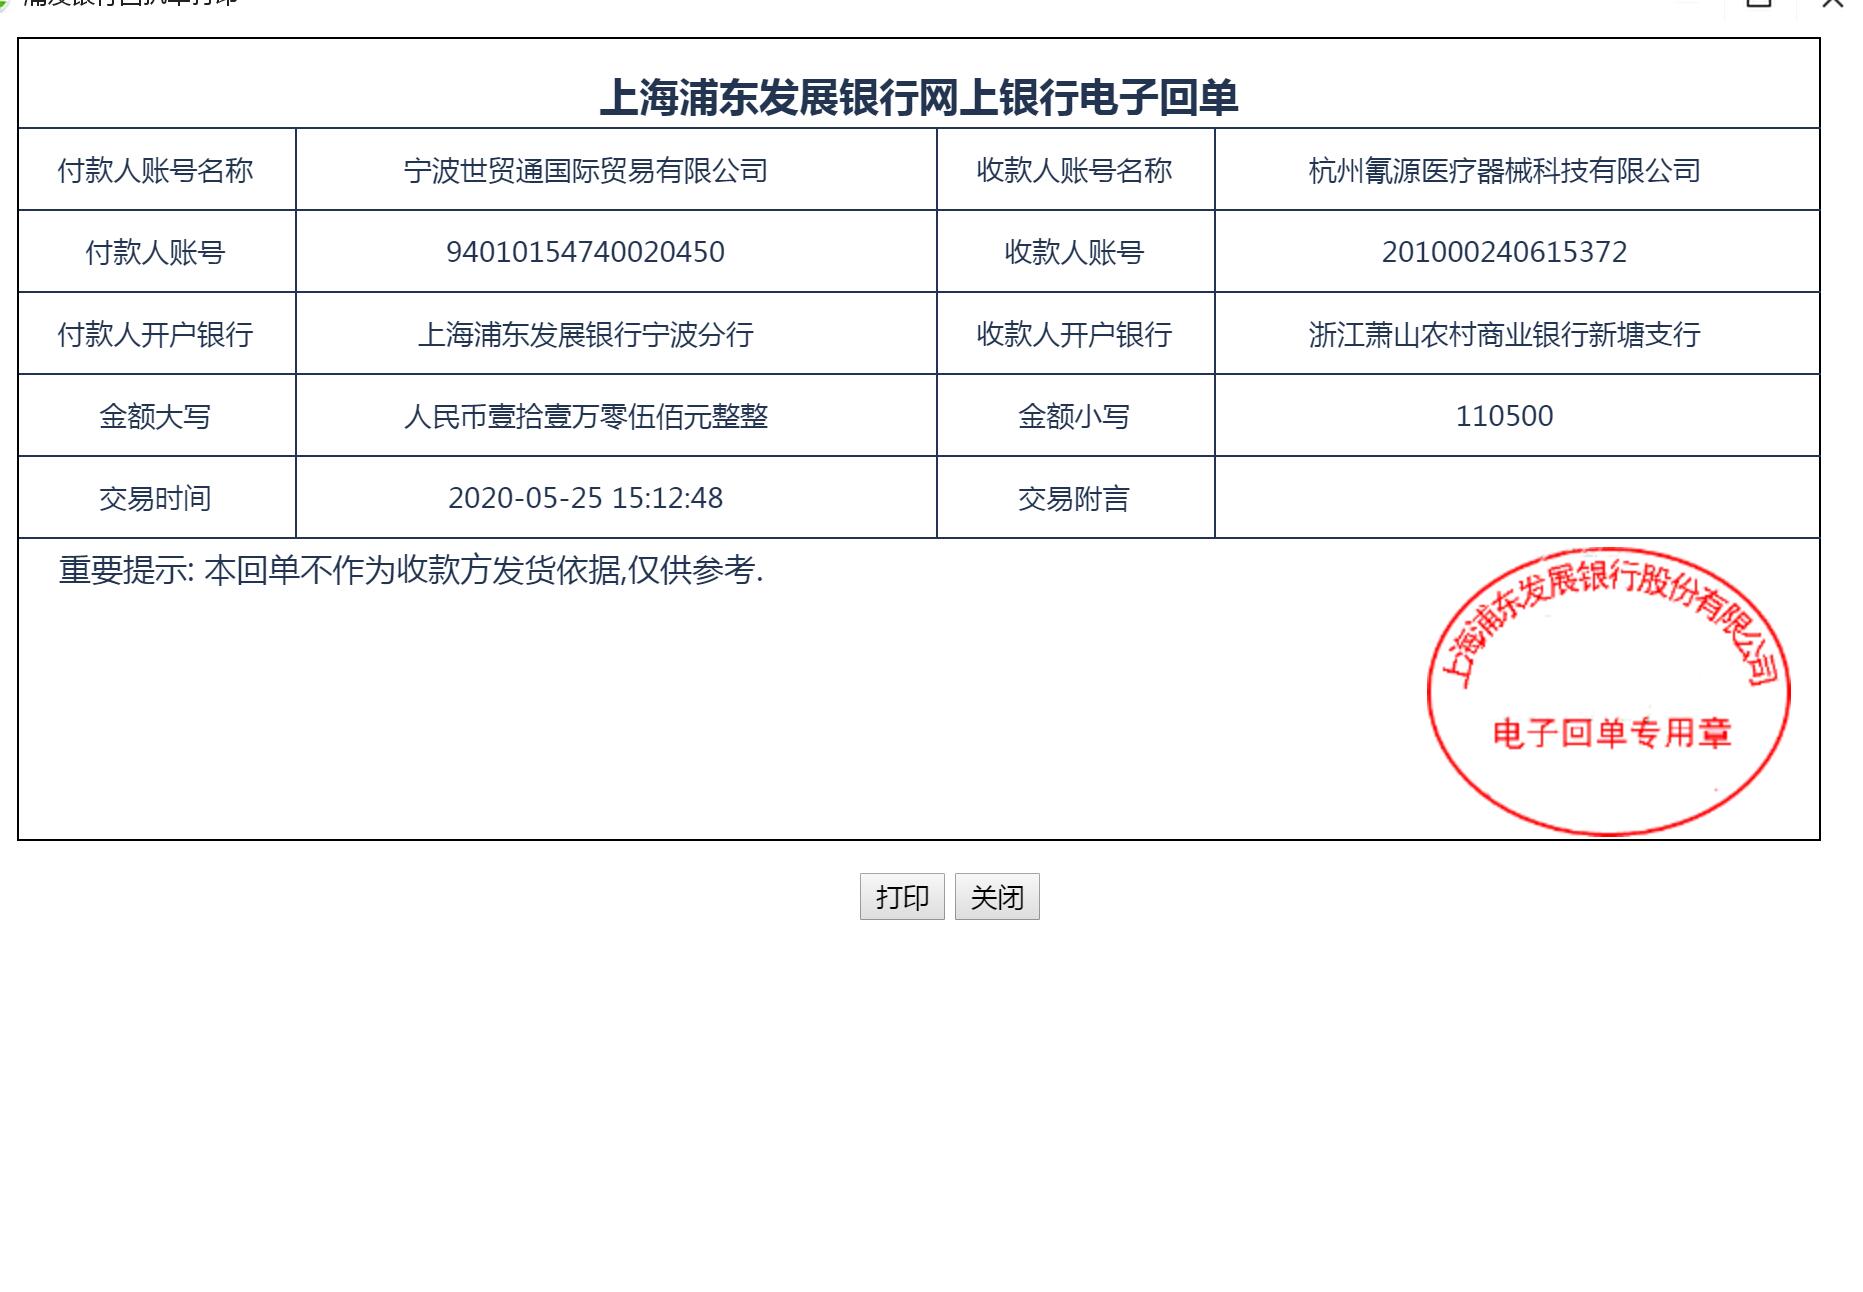 上海浦东发展银行网上银行电子回单
付款人账号名称 宁波世贸通国际贸易有限公司 收款人账号名称 杭州氰源医疗器械科技有限公司
付款人账号 94010154740020450 收款人账号 201000240615372
付款人开户银行 上海浦东发展银行宁波分行 收款人开户银行 浙江萧山农村商业银行新塘支行
金额大写 人民币壹拾壹万零伍佰元整整 金额小写 110500
交易时间 2020-05-25 15:12:48 交易附言
重要提示: 本回单不作为收款方发货依据,仅供参考.
上海浦东发展银行股份有限公司
电子回单专用章
打印 关闭